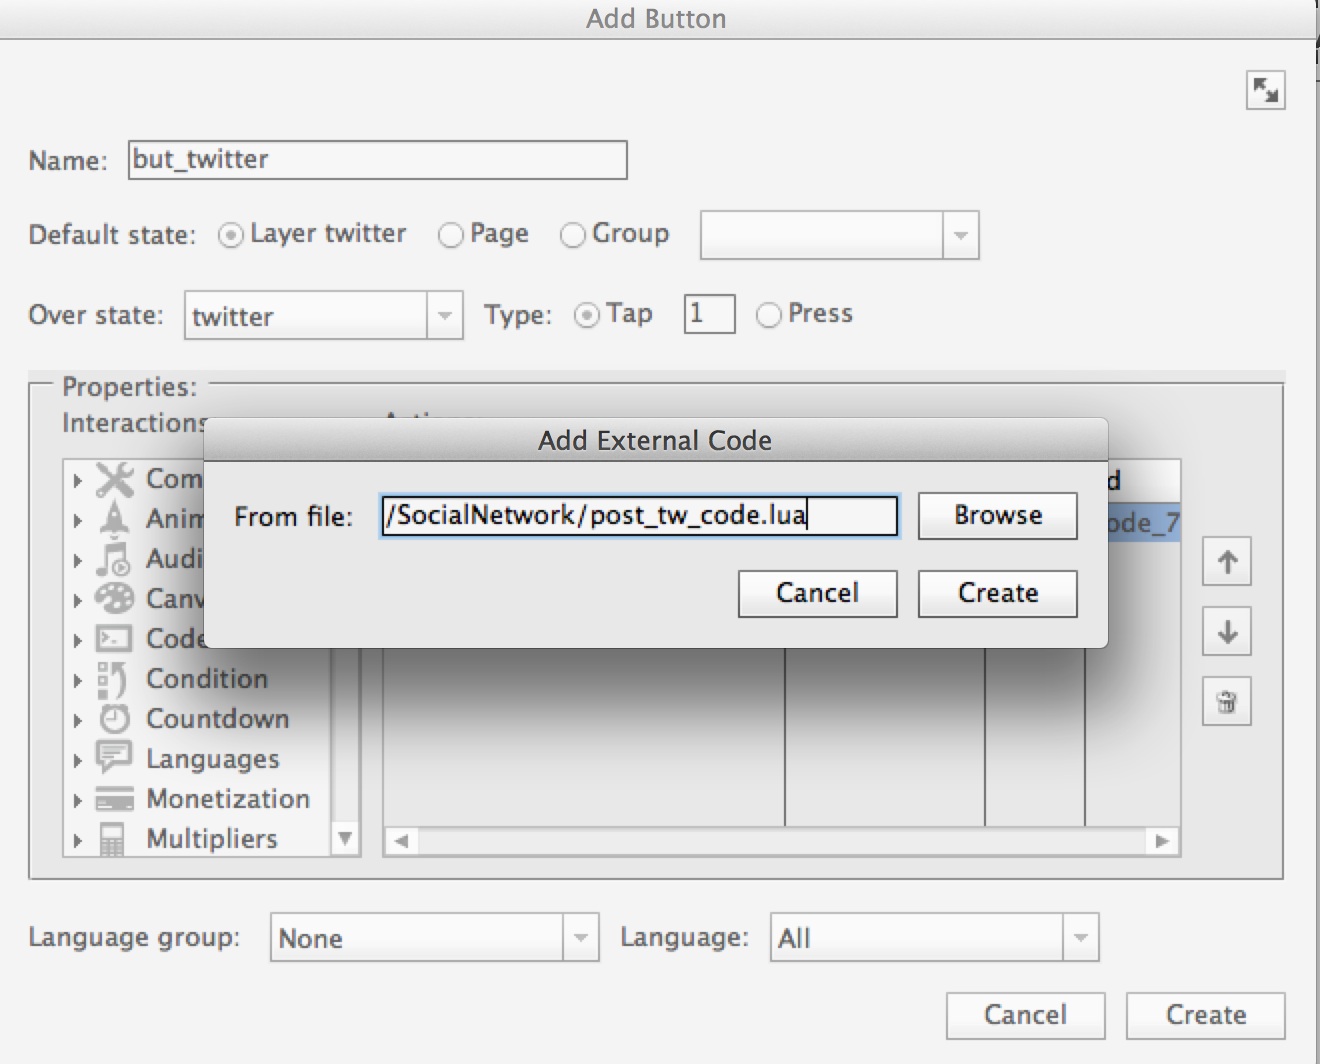 Add Button
Name: but_twitter
Default state: Layer twitter Page Group
Over state: twitter Type: Tap 1 Press
Properties:
Interactions
Add External Code
From file: /SocialNetwork/post_tw_code.lua Browse
Cancel Create
Com
Anim
Audi
Canv
Code
Condition
Countdown
Languages
Monetization
Multipliers
d
ode_7
Language group: None Language: All
Cancel Create